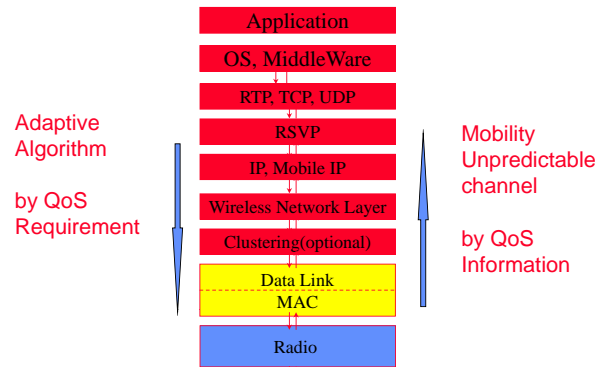 Application
OS, MiddleWare
RTP, TCP, UDP
RSVP
IP, Mobile IP
Wireless Network Layer
Clustering(optional)
Data Link
MAC
Radio
Adaptive
Algorithm
by QoS
Requirement
Mobility
Unpredictable
channel
by QoS
Information